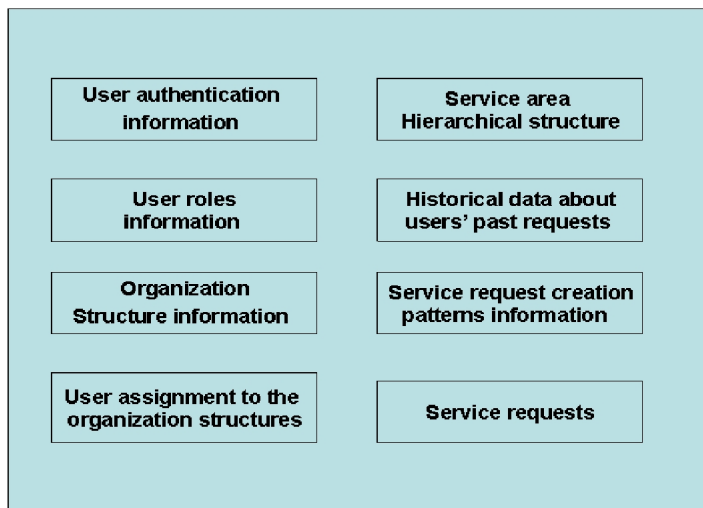 User authentication
information
Service area
Hierarchical structure
User roles
information
Historical data about
users' past requests
Organization
Structure information
Service request creation
patterns information
User assignment to the
organization structures
Service requests